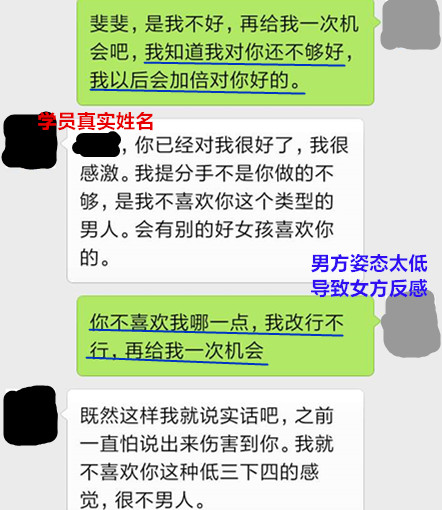 斐斐，是我不好，再给我一次机
会吧，我知道我对你还不够好，
我以后会加倍对你好的。
学员真实姓名
，你已经对我很好了，我很
感激。我提分手不是你做的不
够，是我不喜欢你这个类型的
男人。会有别的好女孩喜欢你
的。
男方姿态太低
导致女方反感
你不喜欢我哪一点，我改行不
行，再给我一次机会
既然这样我就说实话吧，之前
一直怕说出来伤害到你。我就
不喜欢你这种低三下四的感
觉，很不男人。